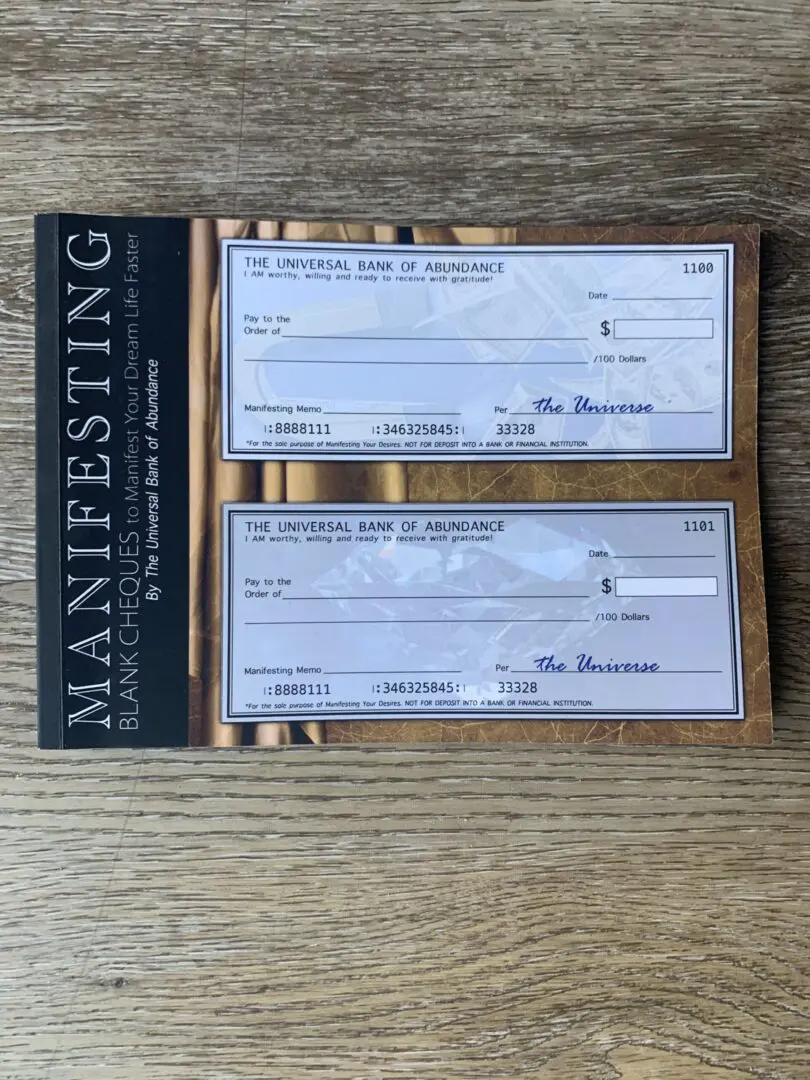 MANIFESTING
BLANK CHEQUES to Manifest Your Dream Life Faster
By The Universal Bank of Abundance
THE UNIVERSAL BANK OF ABUNDANCE 1100
I AM worthy, willing and ready to receive with gratitude!
Date
Pay to the
Order of $
/100 Dollars
Manifesting Memo Per the Universe
|:8888111 |:346325845:| 33328
*For the sole purpose of Manifesting Your Desires. NOT FOR DEPOSIT INTO A BANK OR FINANCIAL INSTITUTION.
THE UNIVERSAL BANK OF ABUNDANCE 1101
I AM worthy, willing and ready to receive with gratitude!
Date
Pay to the
Order of $
/100 Dollars
Manifesting Memo Per the Universe
|:8888111 |:346325845:| 33328
*For the sole purpose of Manifesting Your Desires. NOT FOR DEPOSIT INTO A BANK OR FINANCIAL INSTITUTION.